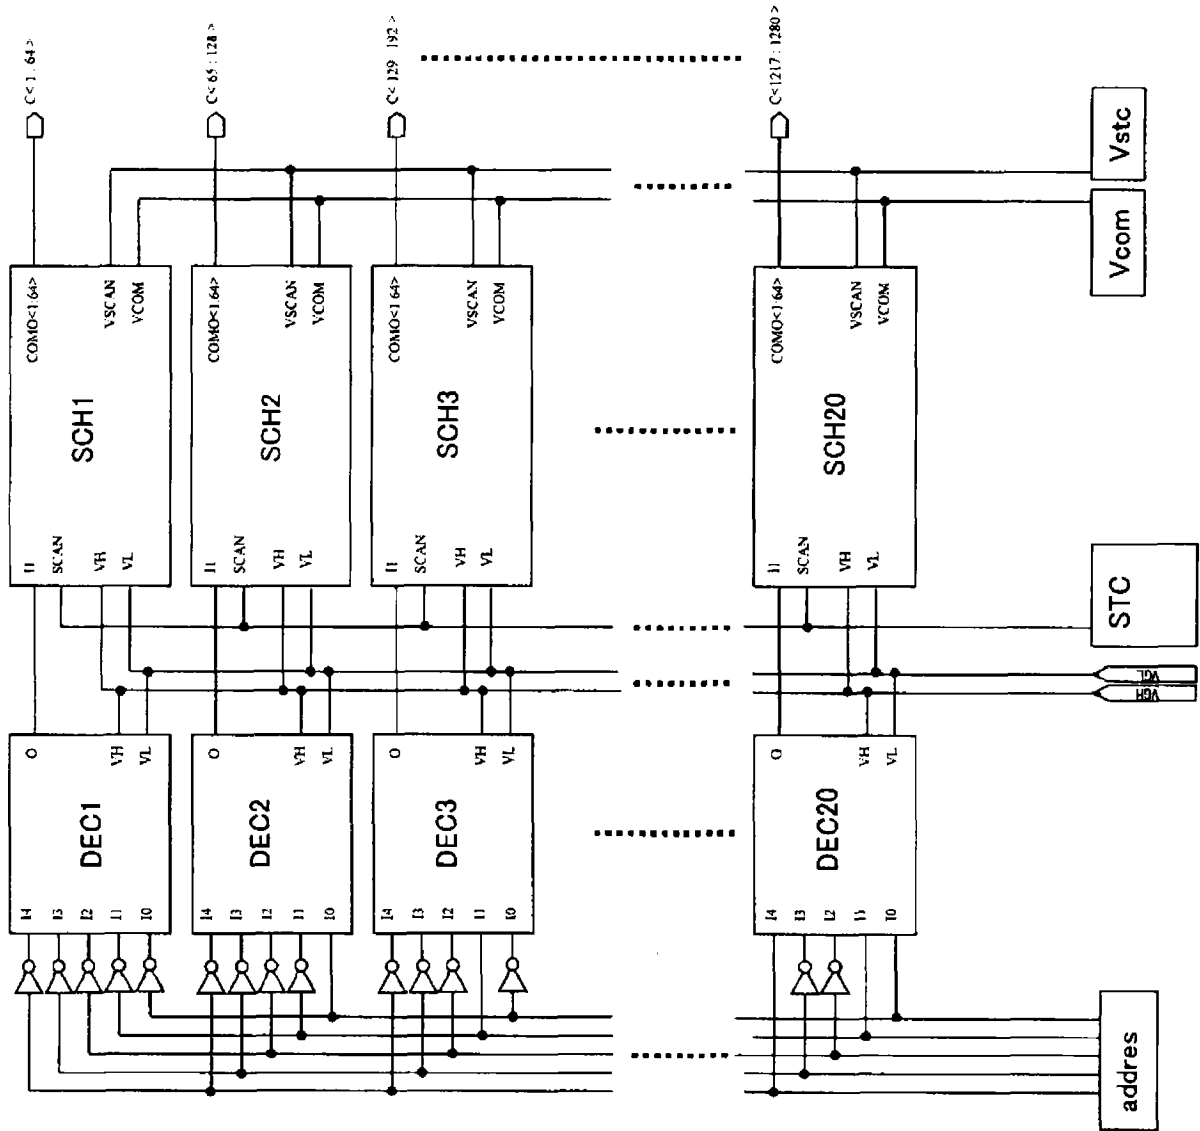 C< 1 : 64 >
C< 65 : 128 >
C< 129 192 >
C< 1217 : 1280 >
COMO<1:64>
VSCAN
VCOM
SCH1
I1
SCAN
VH
VL
COMO<1:64>
VSCAN
VCOM
SCH2
I1
SCAN
VH
VL
COMO<1:64>
VSCAN
VCOM
SCH3
I1
SCAN
VH
VL
COMO<1:64>
VSCAN
VCOM
SCH20
I1
SCAN
VH
VL
Vstc
Vcom
STC
VGL
VGH
O
VH
VL
DEC1
I4
I3
I2
I1
I0
O
VH
VL
DEC2
I4
I3
I2
I1
I0
O
VH
VL
DEC3
I4
I3
I2
I1
I0
O
VH
VL
DEC20
I4
I3
I2
I1
I0
addres